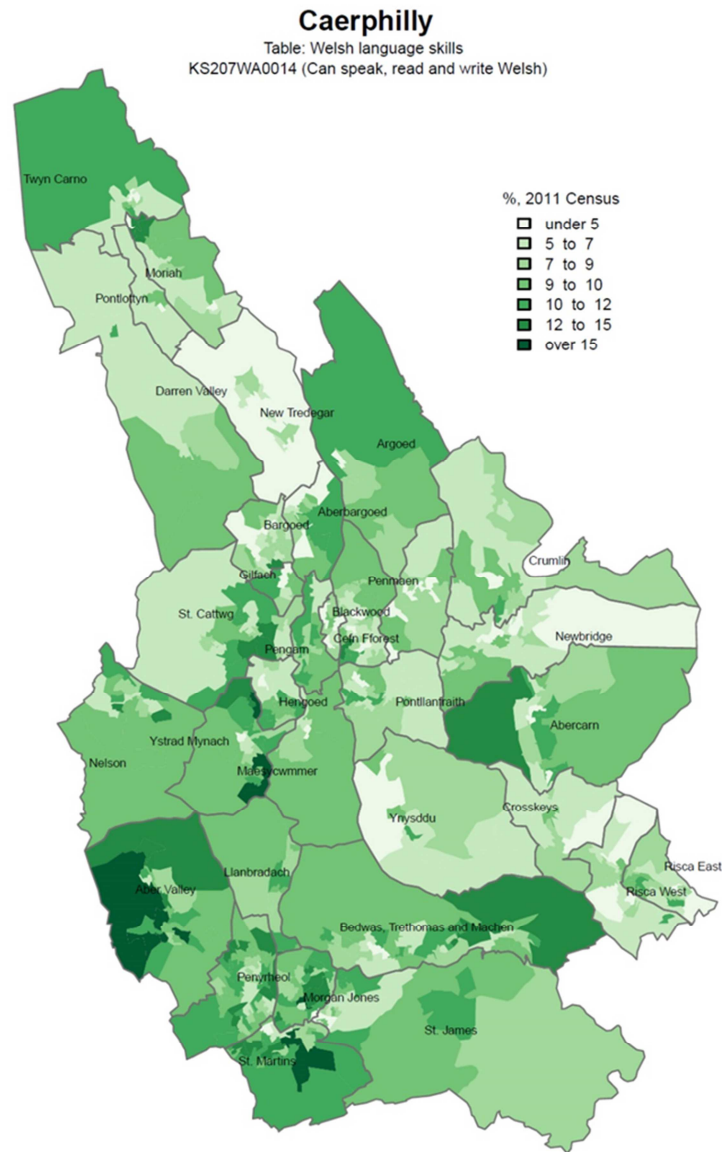 Caerphilly
Table: Welsh language skills
KS207WA0014 (Can speak, read and write Welsh)
%, 2011 Census
under 5
5 to 7
7 to 9
9 to 10
10 to 12
12 to 15
over 15
Twyn Carno
Moriah
Pontlottyn
Darren Valley
New Tredegar
Argoed
Aberbargoed
Bargoed
Crumlin
Gilfach
Penmaen
St. Cattwg
Blackwood
Cefn Fforest
Newbridge
Pengam
Hengoed
Pontllanfraith
Abercarn
Ystrad Mynach
Nelson
Maesycwmmer
Crosskeys
Ynysddu
Risca East
Llanbradach
Aber Valley
Risca West
Bedwas, Trethomas and Machen
Penyrheol
Morgan Jones
St. James
St. Martins